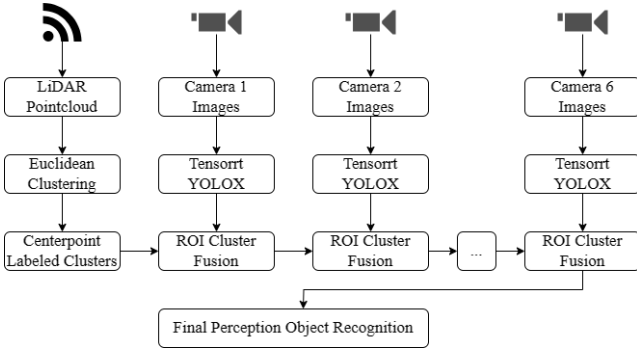 LiDAR
Pointcloud
Camera 1
Images
Camera 2
Images
Camera 6
Images
Euclidean
Clustering
Tensorrt
YOLOX
Tensorrt
YOLOX
Tensorrt
YOLOX
Centerpoint
Labeled Clusters
ROI Cluster
Fusion
ROI Cluster
Fusion
...
ROI Cluster
Fusion
Final Perception Object Recognition